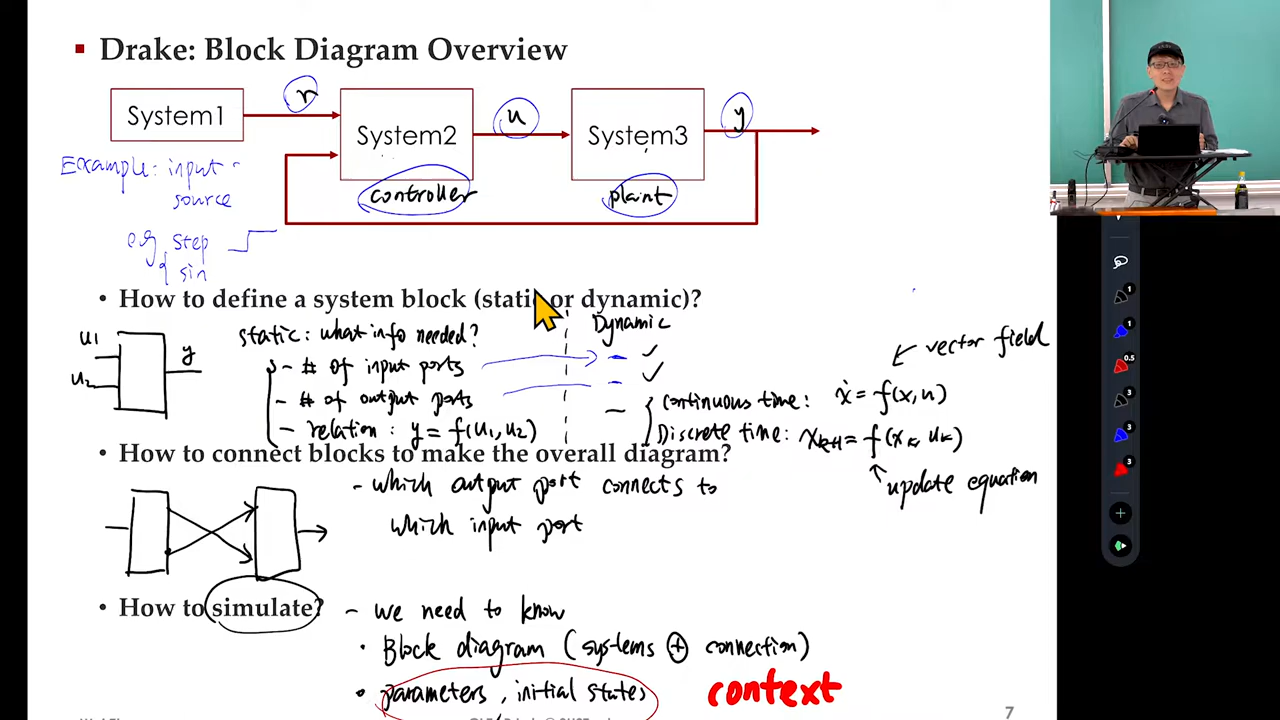 ▪ Drake: Block Diagram Overview
System1
r
System2
u
System3
y
Example: input
source
controller
plant
e.g. step
sin
• How to define a system block (static or dynamic)?
u1
u2
y
static: what info needed?
Dynamic
- # of input ports
- # of output ports
- relation: y = f(u1, u2)
vector field
Continuous time: ẋ = f(x, u)
Discrete time: xk+1 = f(xk, uk)
update equation
• How to connect blocks to make the overall diagram?
- which output port connects to
which input port
• How to simulate?
- we need to know
• Block diagram (systems + connection)
• parameters, initial states
context
7